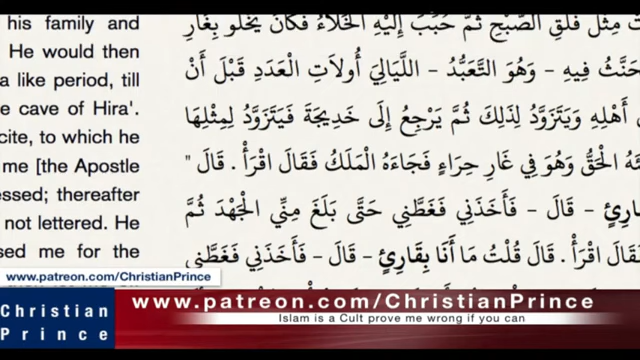 his family and
He would then
a like period, till
e cave of Hira'.
cite, to which he
me [the Apostle
essed; thereafter
not lettered. He
sed me for the
مِثْلَ فَلَقِ الصُّبْحِ ثُمَّ حُبِّبَ إِلَيْهِ الْخَلَاءُ فَكَانَ يَخْلُو بِغَارِ
فِيهِ - وَهُوَ التَّعَبُّدُ - اللَّيَالِيَ أُولَاتِ الْعَدَدِ قَبْلَ أَنْ
أَهْلِهِ وَيَتَزَوَّدُ لِذَلِكَ ثُمَّ يَرْجِعُ إِلَى خَدِيجَةَ فَيَتَزَوَّدُ لِمِثْلِهَا
الْحَقُّ وَهُوَ فِي غَارِ حِرَاءٍ فَجَاءَهُ الْمَلَكُ فَقَالَ اقْرَأْ . قَالَ "
- قَالَ - فَأَخَذَنِي فَغَطَّنِي حَتَّى بَلَغَ مِنِّي الْجَهْدَ ثُمَّ
اقْرَأْ . قَالَ قُلْتُ مَا أَنَا بِقَارِئٍ - قَالَ - فَأَخَذَنِي فَغَطَّنِي
www.patreon.com/ChristianPrince
Christian
Prince
www.patreon.com/ChristianPrince
Islam is a Cult prove me wrong if you can